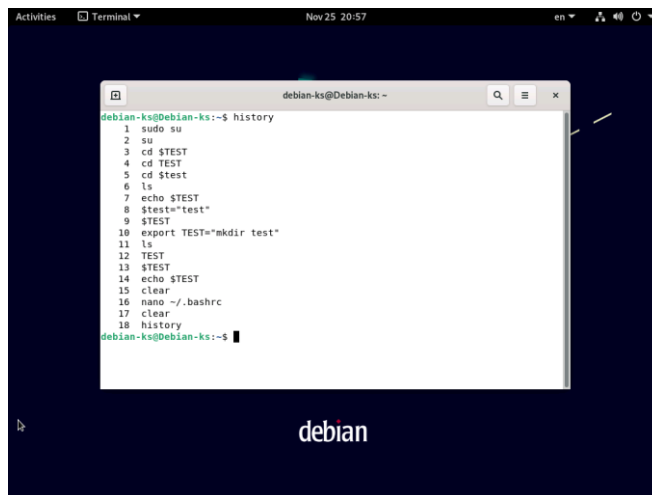 Activities Terminal Nov 25 20:57 en
debian-ks@Debian-ks: ~
debian-ks@Debian-ks:~$ history
1 sudo su
2 su
3 cd $TEST
4 cd TEST
5 cd $test
6 ls
7 echo $TEST
8 $test="test"
9 $TEST
10 export TEST="mkdir test"
11 ls
12 TEST
13 $TEST
14 echo $TEST
15 clear
16 nano ~/.bashrc
17 clear
18 history
debian-ks@Debian-ks:~$
debian